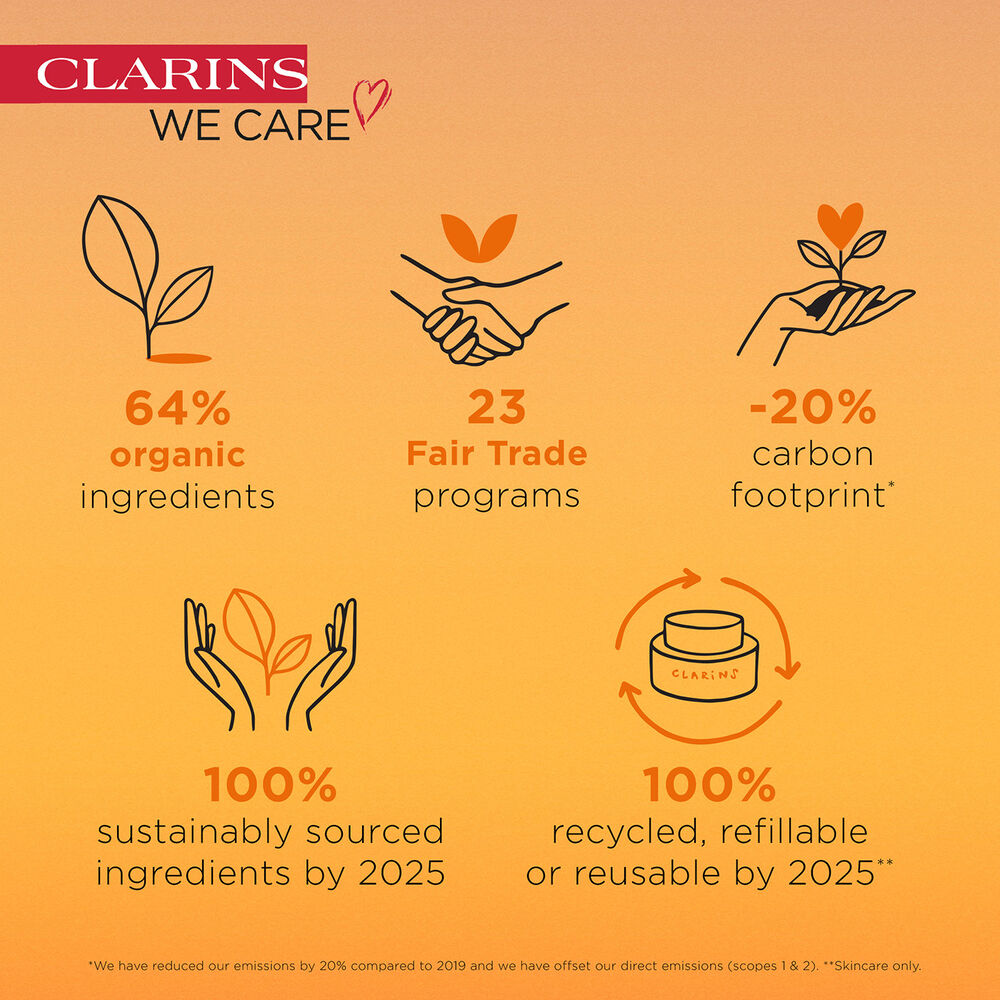 CLARINS
WE CARE
64%
organic
ingredients
23
Fair Trade
programs
-20%
carbon
footprint*
100%
sustainably sourced
ingredients by 2025
CLARINS
100%
recycled, refillable
or reusable by 2025**
*We have reduced our emissions by 20% compared to 2019 and we have offset our direct emissions (scopes 1 & 2). **Skincare only.